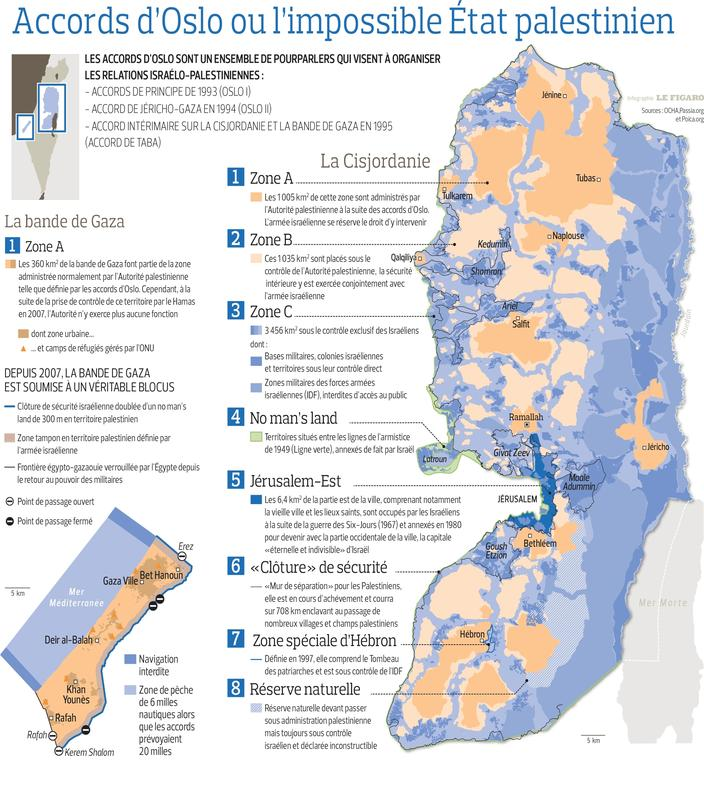 Accords d'Oslo ou l'impossible État palestinien
LES ACCORDS D'OSLO SONT UN ENSEMBLE DE POURPARLERS QUI VISENT À ORGANISER
LES RELATIONS ISRAÉLO-PALESTINIENNES :
– ACCORDS DE PRINCIPE DE 1993 (OSLO I)
– ACCORD DE JÉRICHO-GAZA EN 1994 (OSLO II)
– ACCORD INTÉRIMAIRE SUR LA CISJORDANIE ET LA BANDE DE GAZA EN 1995
(ACCORD DE TABA)
Infographie LE FIGARO
Sources : OCHA, Passia.org
et Poica.org
La Cisjordanie
1 Zone A
Les 1 005 km² de cette zone sont administrés par
l'Autorité palestinienne à la suite des accords d'Oslo.
L'armée israélienne se réserve le droit d'y intervenir
2 Zone B
Ces 1 035 km² sont placés sous le
contrôle de l'Autorité palestinienne, la sécurité
intérieure y est exercée conjointement avec
l'armée israélienne
3 Zone C
3 456 km² sous le contrôle exclusif des Israéliens
dont :
Bases militaires, colonies israéliennes
et territoires sous leur contrôle direct
Zones militaires des forces armées
israéliennes (IDF), interdites d'accès au public
4 No man's land
Territoires situés entre les lignes de l'armistice
de 1949 (Ligne verte), annexés de fait par Israël
5 Jérusalem-Est
Les 6,4 km² de la partie est de la ville, comprenant notamment
la vieille ville et les lieux saints, sont occupés par les Israéliens
à la suite de la guerre des Six-Jours (1967) et annexés en 1980
pour devenir avec la partie occidentale de la ville, la capitale
«éternelle et indivisible» d'Israël
6 «Clôture» de sécurité
«Mur de séparation» pour les Palestiniens,
elle est en cours d'achèvement et courra
sur 708 km enclavant au passage de
nombreux villages et champs palestiniens
7 Zone spéciale d'Hébron
Définie en 1997, elle comprend le Tombeau
des patriarches et est sous contrôle de l'IDF
8 Réserve naturelle
Réserve naturelle devant passer
sous administration palestinienne
mais toujours sous contrôle
israélien et déclarée inconstructible
La bande de Gaza
1 Zone A
Les 360 km² de la bande de Gaza font partie de la zone
administrée normalement par l'Autorité palestinienne
telle que définie par les accords d'Oslo. Cependant, à la
suite de la prise de contrôle de ce territoire par le Hamas
en 2007, l'Autorité n'y exerce plus aucune fonction
dont zone urbaine...
... et camps de réfugiés gérés par l'ONU
DEPUIS 2007, LA BANDE DE GAZA
EST SOUMISE À UN VÉRITABLE BLOCUS
Clôture de sécurité israélienne doublée d'un no man's
land de 300 m en territoire palestinien
Zone tampon en territoire palestinien définie par
l'armée israélienne
Frontière égypto-gazaouie verrouillée par l'Égypte depuis
le retour au pouvoir des militaires
Point de passage ouvert
Point de passage fermé
5 km
Mer
Méditerranée
Erez
Bet Hanoun
Gaza Ville
Deir al-Balah
Khan
Younès
Rafah
Rafah
Kerem Shalom
Navigation
interdite
Zone de pêche
de 6 milles
nautiques alors
que les accords
prévoyaient
20 milles
Jénine
Tubas
Tulkarem
Naplouse
Kedumin
Qalqiliya
Shomron
Ariel
Salfit
Jourdain
Ramallah
Jéricho
Latroun
Givat Zeev
JÉRUSALEM
Maale
Adummin
Bethléem
Goush
Etzion
Mer Morte
Hébron
5 km